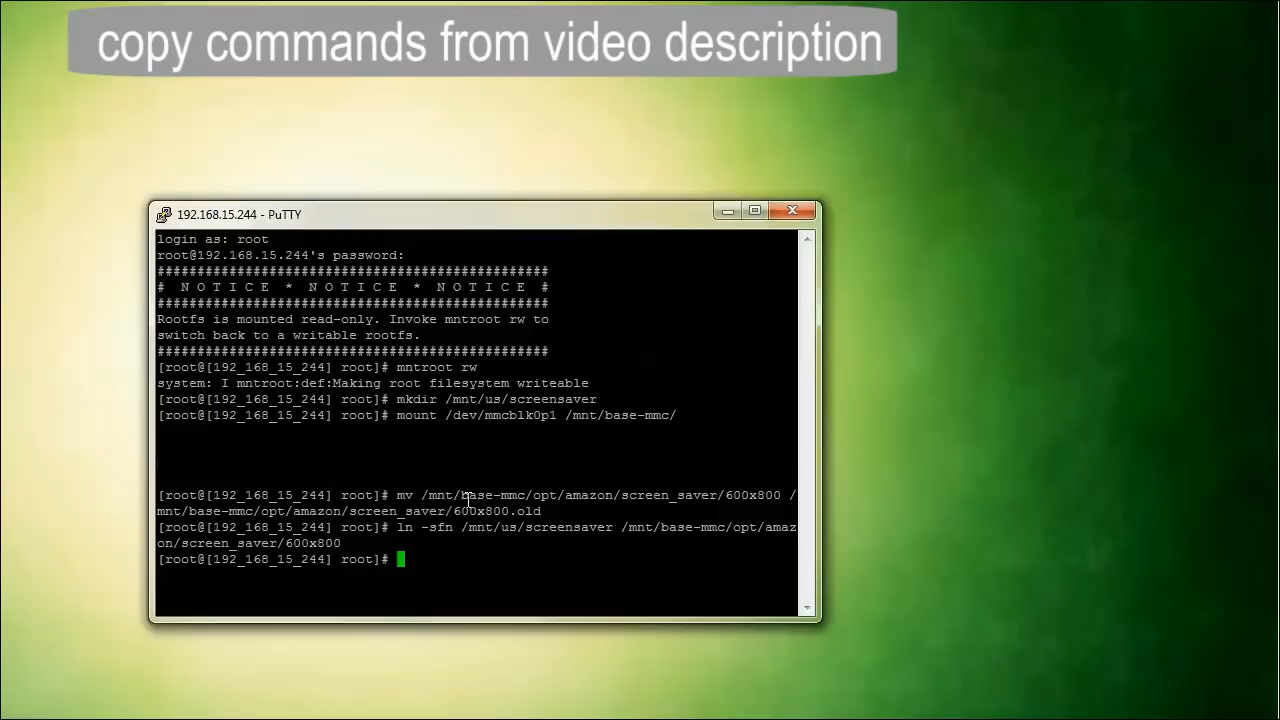 copy commands from video description
192.168.15.244 - PuTTY
login as: root
root@192.168.15.244's password:
#################################################
#  N O T I C E  *  N O T I C E  *  N O T I C E  #
#################################################
Rootfs is mounted read-only. Invoke mntroot rw to
switch back to a writable rootfs.
#################################################
[root@[192_168_15_244] root]# mntroot rw
system: I mntroot:def:Making root filesystem writeable
[root@[192_168_15_244] root]# mkdir /mnt/us/screensaver
[root@[192_168_15_244] root]# mount /dev/mmcblk0p1 /mnt/base-mmc/
[root@[192_168_15_244] root]# mv /mnt/base-mmc/opt/amazon/screen_saver/600x800 /
mnt/base-mmc/opt/amazon/screen_saver/600x800.old
[root@[192_168_15_244] root]# ln -sfn /mnt/us/screensaver /mnt/base-mmc/opt/amaz
on/screen_saver/600x800
[root@[192_168_15_244] root]#